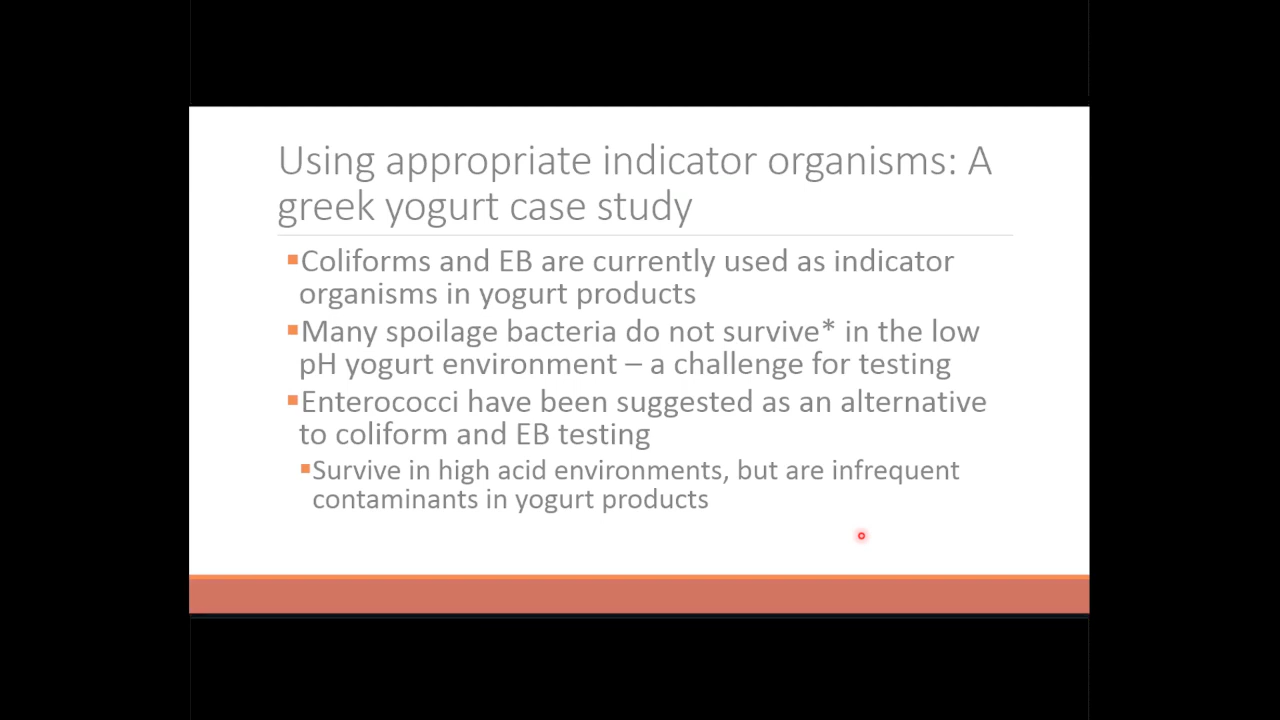 Using appropriate indicator organisms: A
greek yogurt case study
▪Coliforms and EB are currently used as indicator
organisms in yogurt products
▪Many spoilage bacteria do not survive* in the low
pH yogurt environment – a challenge for testing
▪Enterococci have been suggested as an alternative
to coliform and EB testing
▪Survive in high acid environments, but are infrequent
contaminants in yogurt products